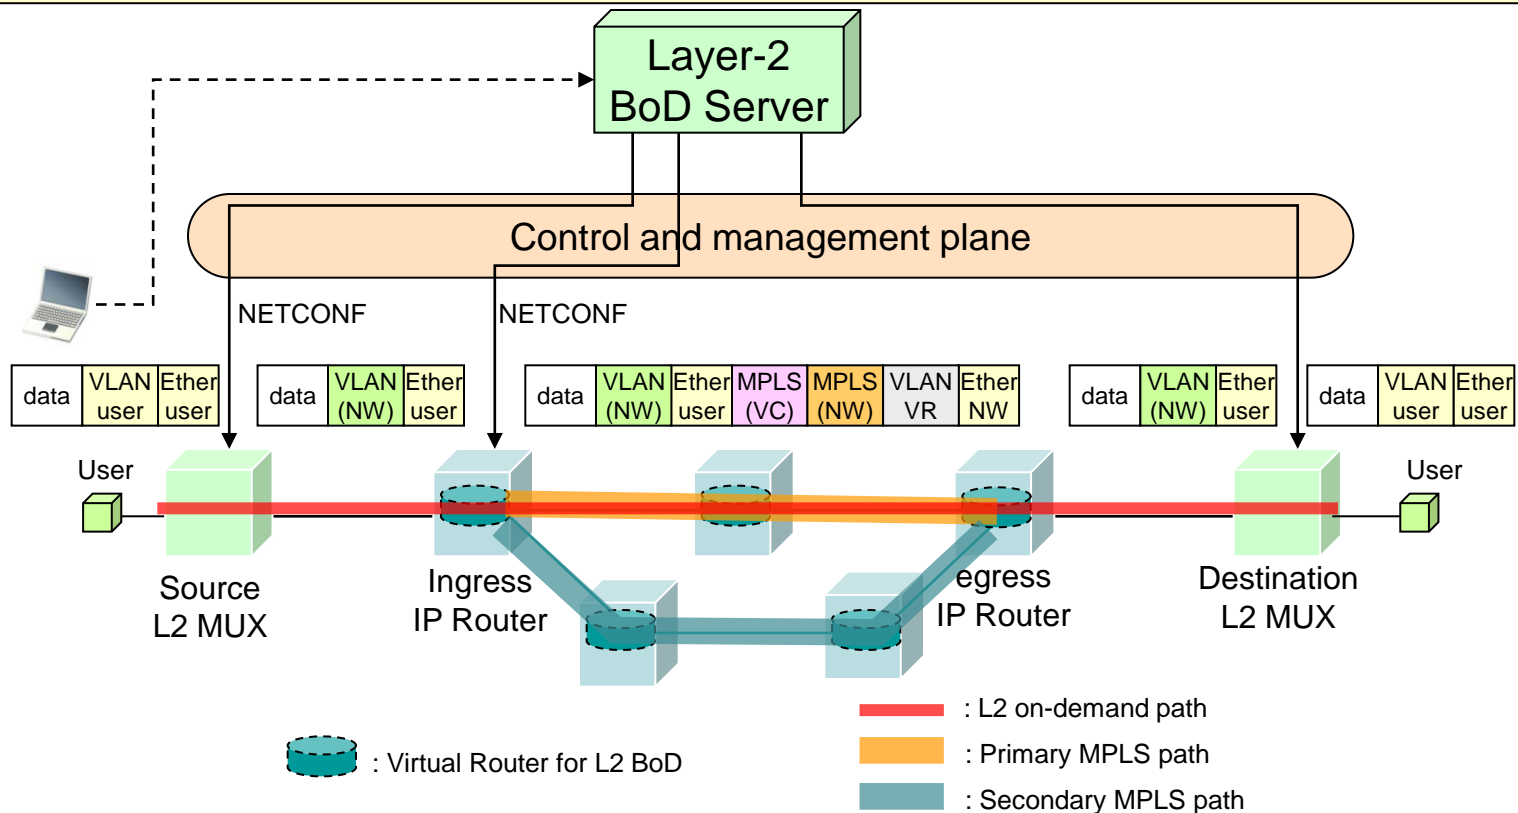 Layer-2
BoD Server
Control and management plane
NETCONF
NETCONF
data
VLAN
user
Ether
user
data
VLAN
(NW)
Ether
user
data
VLAN
(NW)
Ether
user
MPLS
(VC)
MPLS
(NW)
VLAN
VR
Ether
NW
data
VLAN
(NW)
Ether
user
data
VLAN
user
Ether
user
User
User
Source
L2 MUX
Ingress
IP Router
egress
IP Router
Destination
L2 MUX
: L2 on-demand path
: Primary MPLS path
: Secondary MPLS path
: Virtual Router for L2 BoD